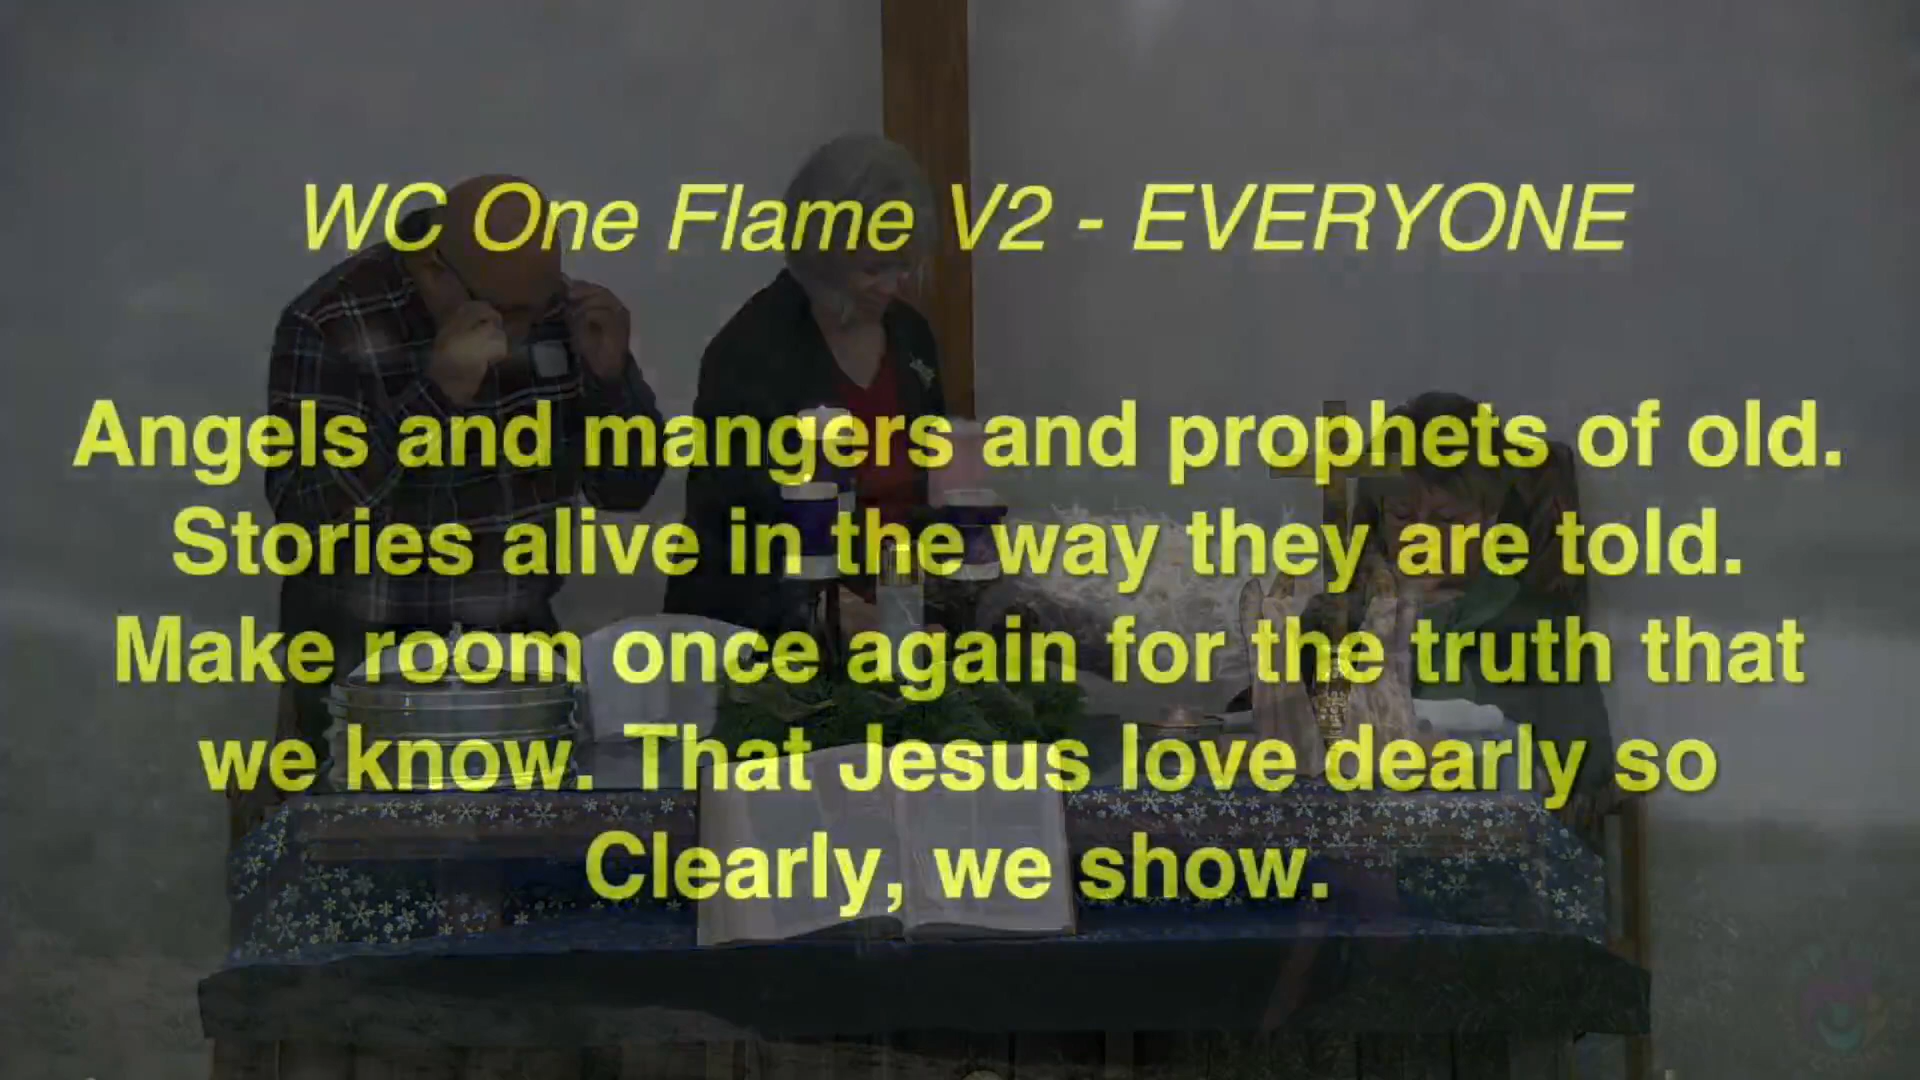 WC One Flame V2 - EVERYONE
Angels and mangers and prophets of old.
Stories alive in the way they are told.
Make room once again for the truth that
we know. That Jesus love dearly so
Clearly, we show.